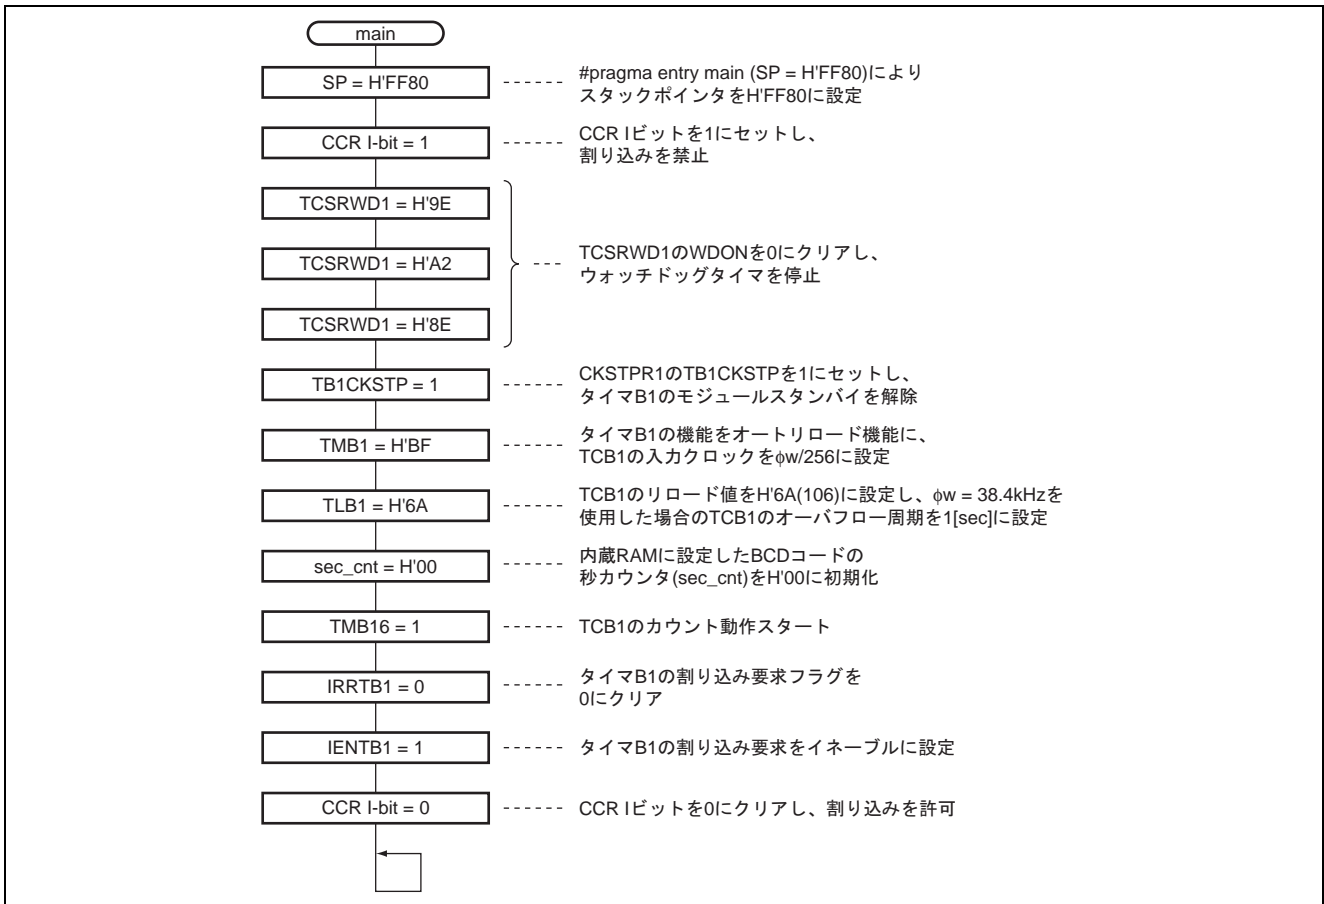 main
SP = H'FF80
#pragma entry main (SP = H'FF80)により
スタックポインタをH'FF80に設定
CCR I-bit = 1
CCR Iビットを1にセットし、
割り込みを禁止
TCSRWD1 = H'9E
TCSRWD1 = H'A2
TCSRWD1のWDONを0にクリアし、
ウォッチドッグタイマを停止
TCSRWD1 = H'8E
TB1CKSTP = 1
CKSTPR1のTB1CKSTPを1にセットし、
タイマB1のモジュールスタンバイを解除
TMB1 = H'BF
タイマB1の機能をオートリロード機能に、
TCB1の入力クロックをφw/256に設定
TLB1 = H'6A
TCB1のリロード値をH'6A(106)に設定し、φw = 38.4kHzを
使用した場合のTCB1のオーバフロー周期を1[sec]に設定
sec_cnt = H'00
内蔵RAMに設定したBCDコードの
秒カウンタ(sec_cnt)をH'00に初期化
TMB16 = 1
TCB1のカウント動作スタート
IRRTB1 = 0
タイマB1の割り込み要求フラグを
0にクリア
IENTB1 = 1
タイマB1の割り込み要求をイネーブルに設定
CCR I-bit = 0
CCR Iビットを0にクリアし、割り込みを許可